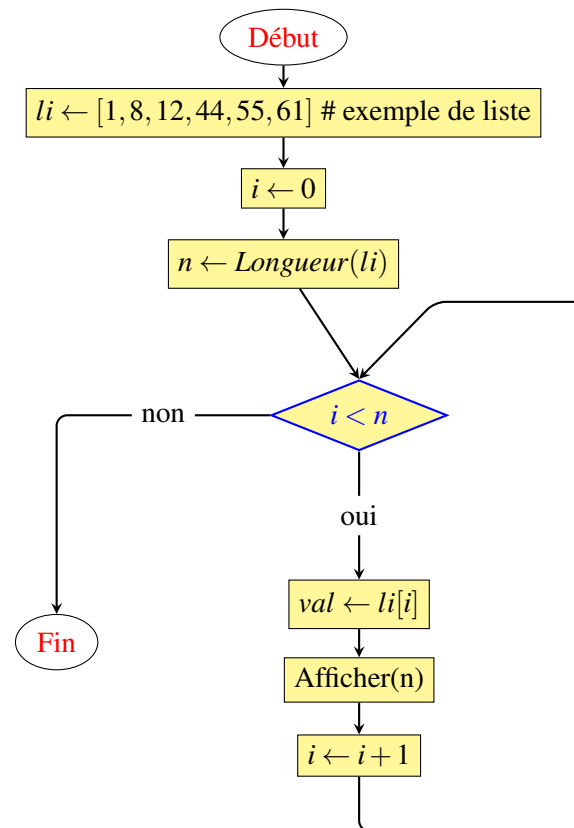 Début
li ← [1,8,12,44,55,61] # exemple de liste
i ← 0
n ← Longueur(li)
i < n
non
oui
val ← li[i]
Fin
Afficher(n)
i ← i + 1